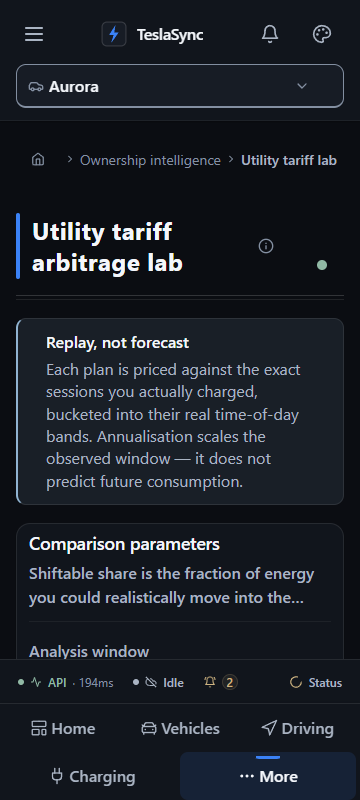 TeslaSync
Aurora
Ownership intelligence
Utility tariff lab
Utility tariff
arbitrage lab
Replay, not forecast
Each plan is priced against the exact
sessions you actually charged,
bucketed into their real time-of-day
bands. Annualisation scales the
observed window — it does not
predict future consumption.
Comparison parameters
Shiftable share is the fraction of energy
you could realistically move into the...
Analysis window
API · 194ms
Idle
2
Status
Home
Vehicles
Driving
Charging
More